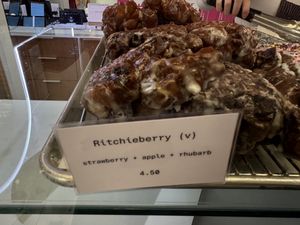 Ritchieberry (v)
strawberry + apple + rhubarb
4.50